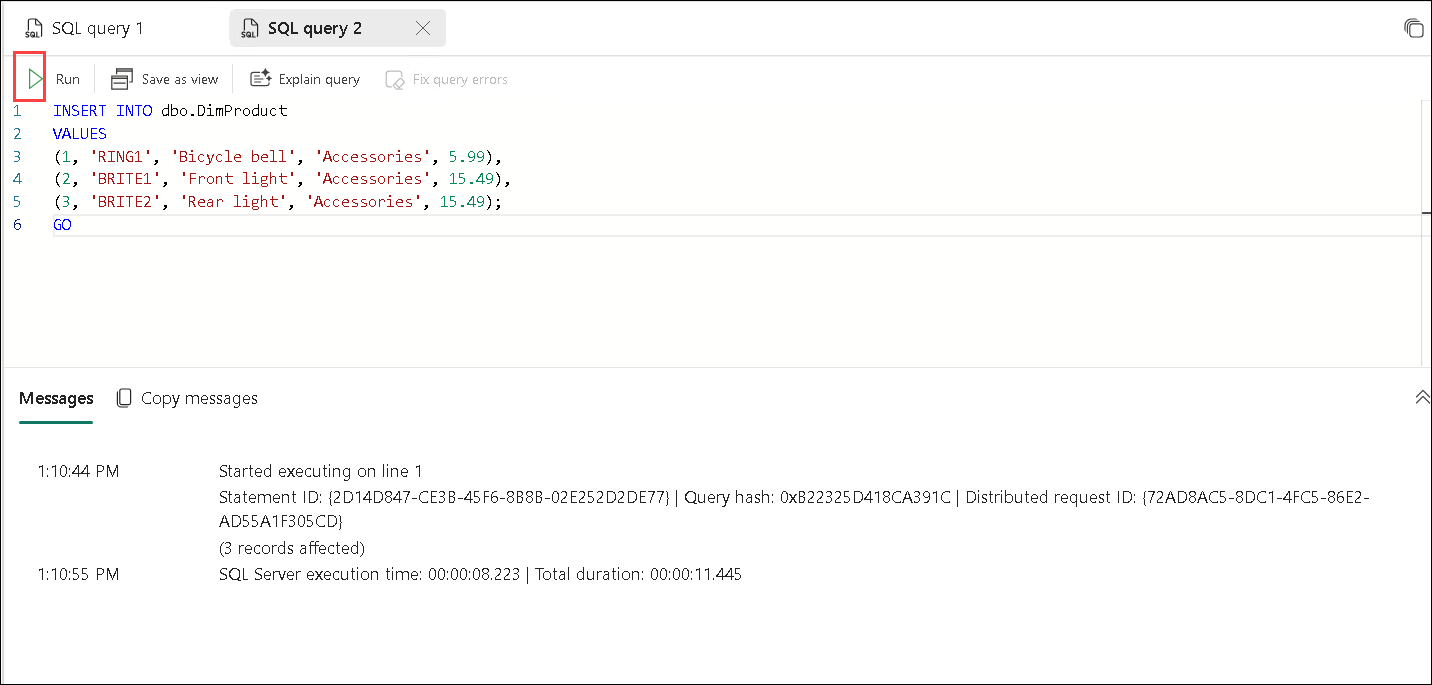 SQL query 1
SQL query 2
Run
Save as view
Explain query
Fix query errors
1 INSERT INTO dbo.DimProduct
2 VALUES
3 (1, 'RING1', 'Bicycle bell', 'Accessories', 5.99),
4 (2, 'BRITE1', 'Front light', 'Accessories', 15.49),
5 (3, 'BRITE2', 'Rear light', 'Accessories', 15.49);
6 GO
Messages
Copy messages
1:10:44 PM Started executing on line 1
Statement ID: {2D14D847-CE3B-45F6-8B8B-02E252D2DE77} | Query hash: 0xB22325D418CA391C | Distributed request ID: {72AD8AC5-8DC1-4FC5-86E2-
AD55A1F305CD}
(3 records affected)
1:10:55 PM SQL Server execution time: 00:00:08.223 | Total duration: 00:00:11.445